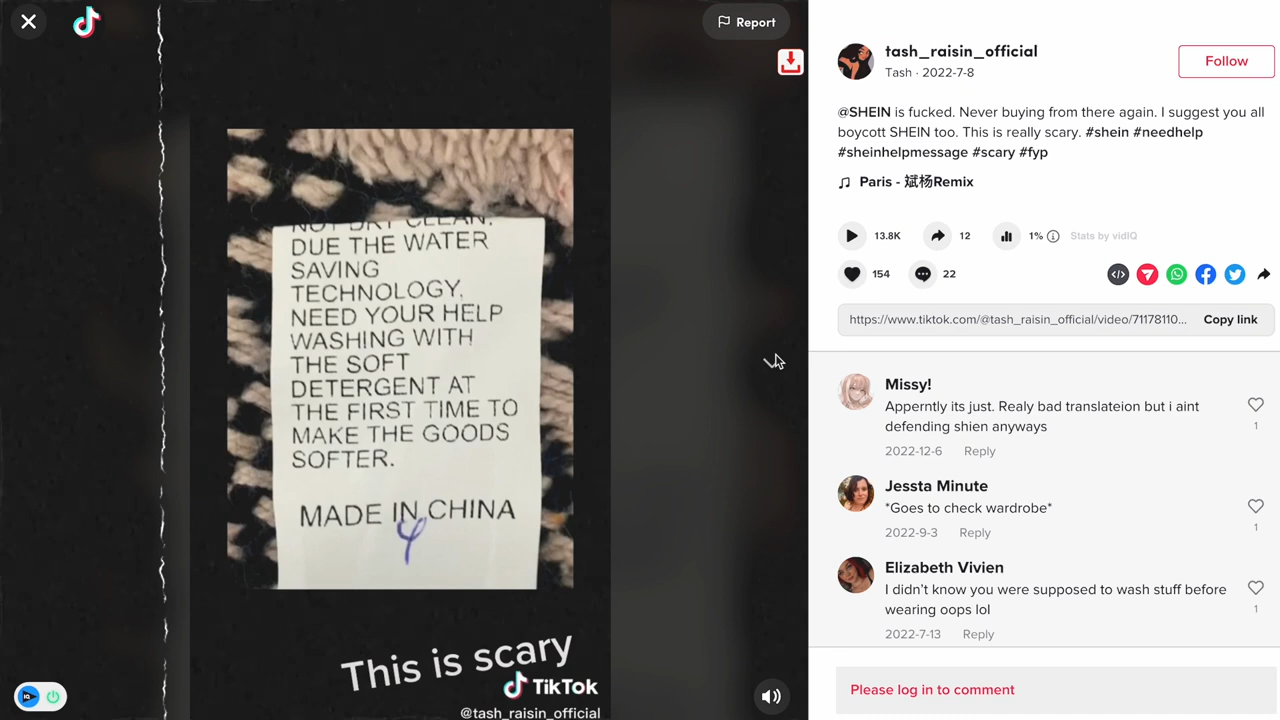 Report
NOT DRY CLEAN.
DUE THE WATER
SAVING
TECHNOLOGY,
NEED YOUR HELP
WASHING WITH
THE SOFT
DETERGENT AT
THE FIRST TIME TO
MAKE THE GOODS
SOFTER.
MADE IN CHINA
This is scary
TikTok
@tash_raisin_official
tash_raisin_official
Tash · 2022-7-8
Follow
@SHEIN is fucked. Never buying from there again. I suggest you all
boycott SHEIN too. This is really scary. #shein #needhelp
#sheinhelpmessage #scary #fyp
Paris - 斌杨Remix
13.8K
12
1%
Stats by vidIQ
154
22
https://www.tiktok.com/@tash_raisin_official/video/71178110...
Copy link
Missy!
Apperntly its just. Realy bad translateion but i aint
defending shien anyways
1
2022-12-6 Reply
Jessta Minute
*Goes to check wardrobe*
1
2022-9-3 Reply
Elizabeth Vivien
I didn't know you were supposed to wash stuff before
wearing oops lol
1
2022-7-13 Reply
Please log in to comment